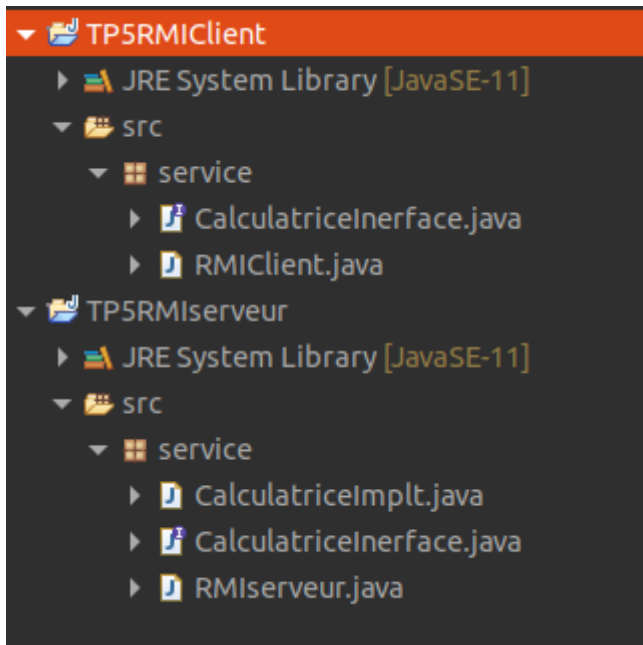 TP5RMIClient
JRE System Library [JavaSE-11]
src
service
CalculatriceInerface.java
RMIClient.java
TP5RMIserveur
JRE System Library [JavaSE-11]
src
service
CalculatriceImplt.java
CalculatriceInerface.java
RMIserveur.java